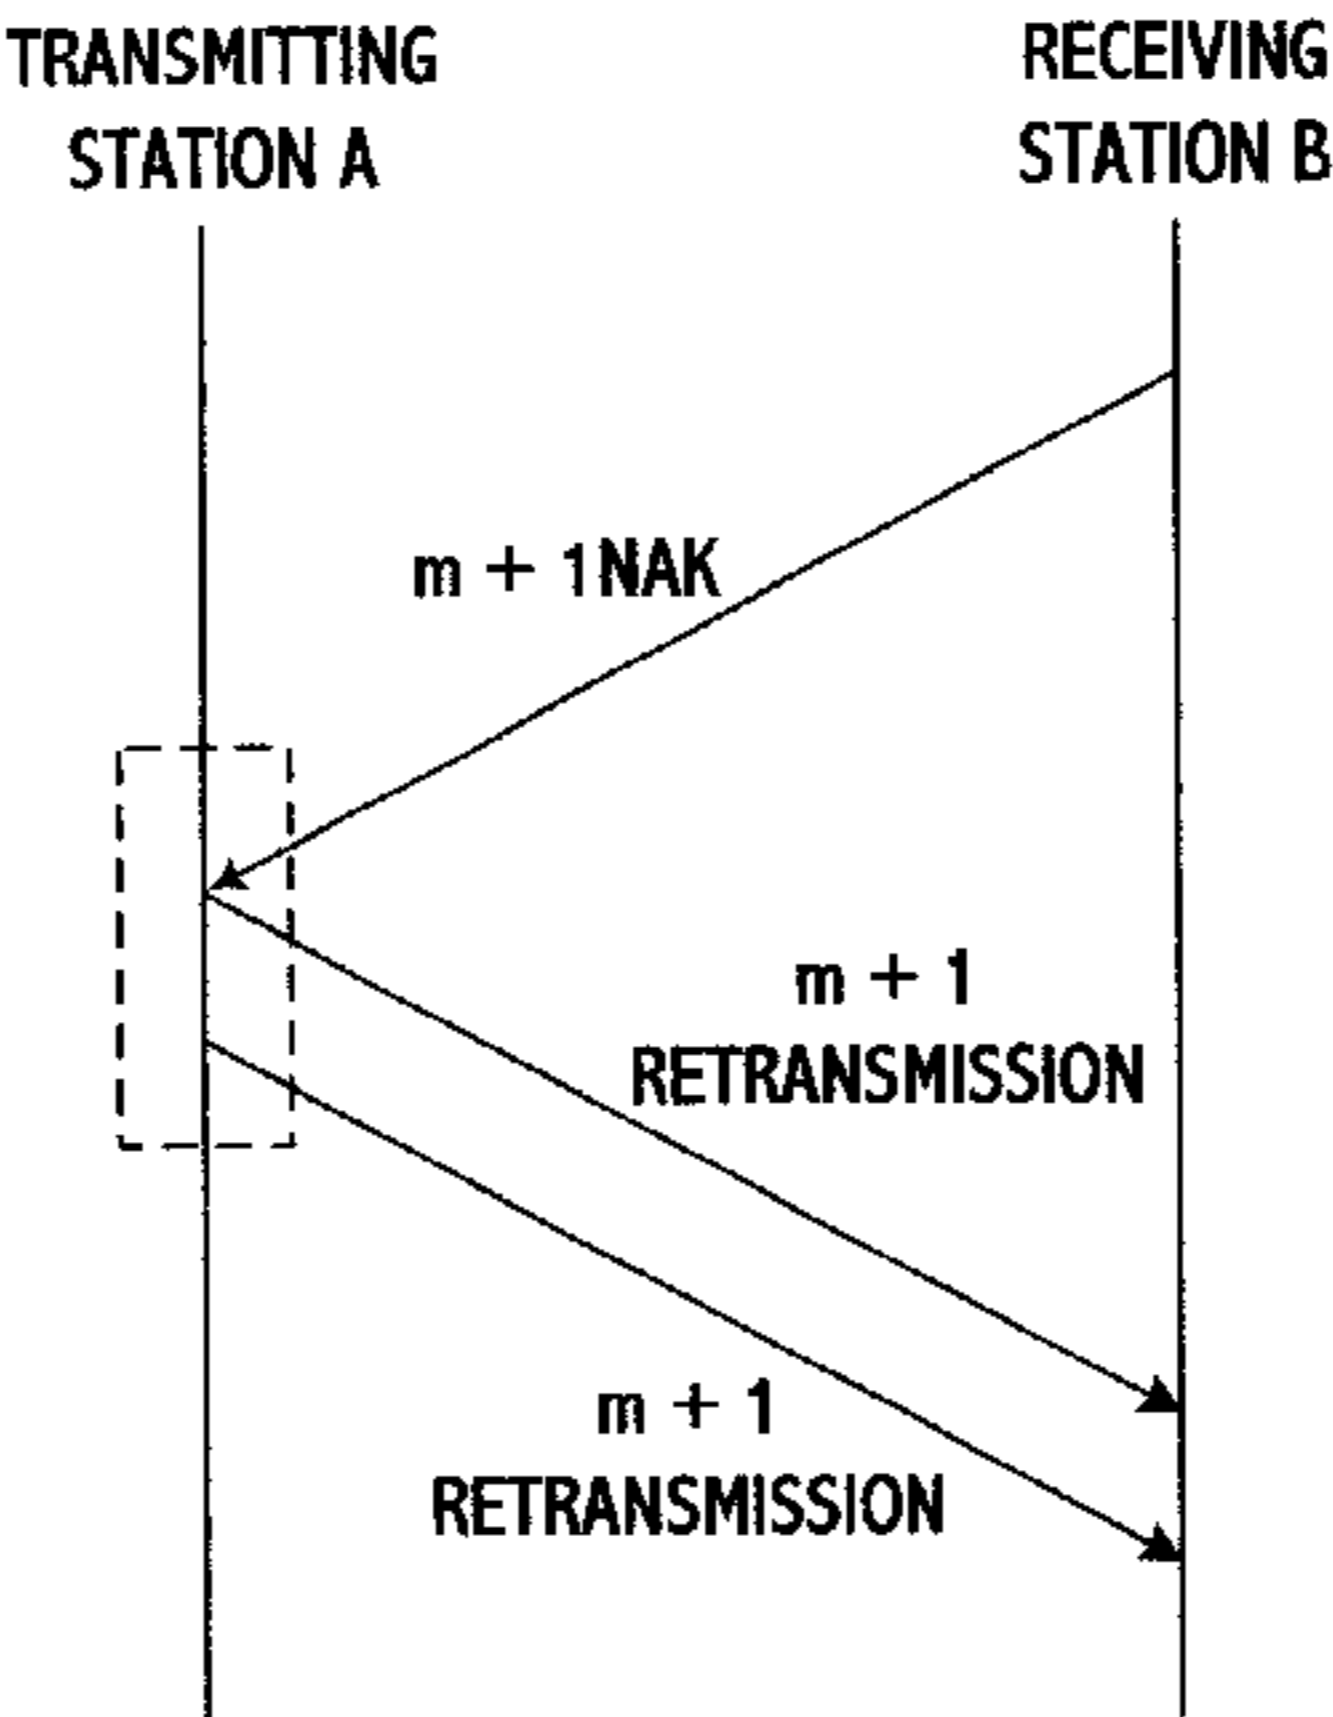 TRANSMITTING
STATION A
RECEIVING
STATION B
m + 1NAK
m + 1
RETRANSMISSION
m + 1
RETRANSMISSION